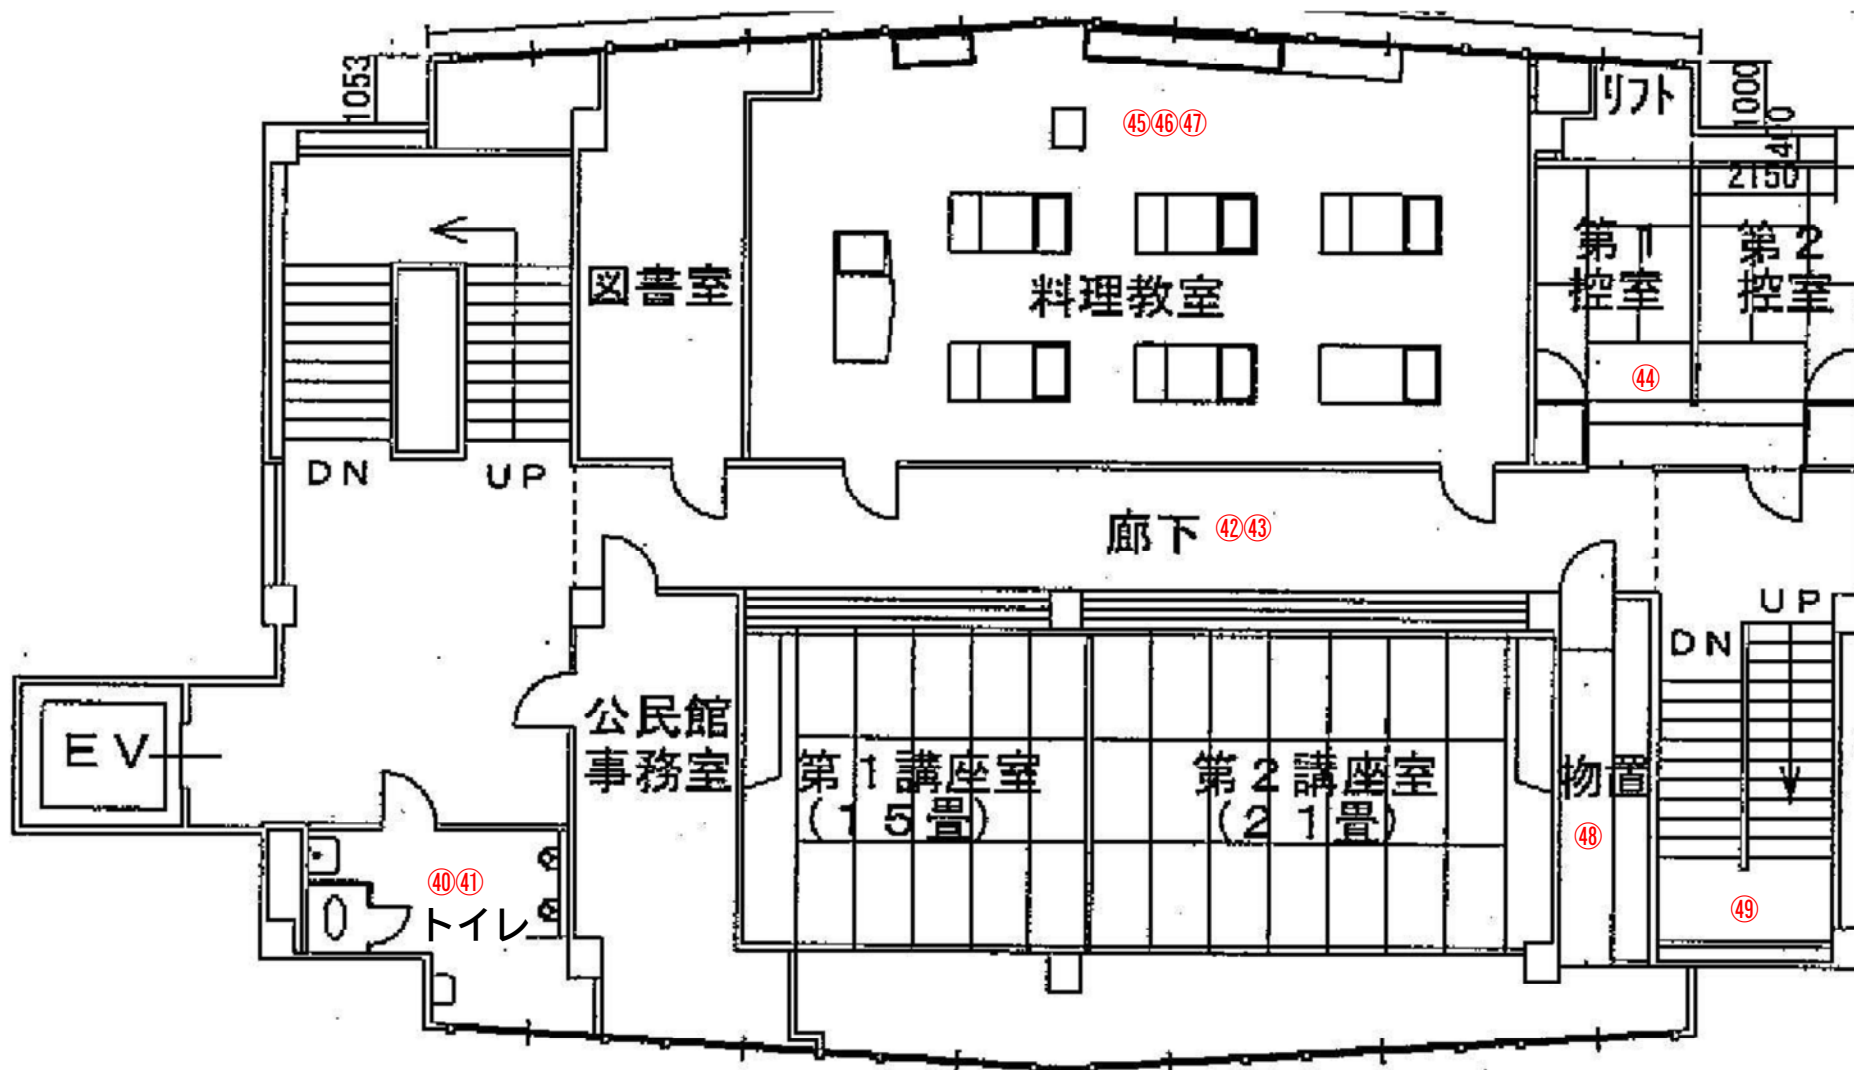 1053
リフト
1000
2150
㊺㊻㊼
図書室
料理教室
第1
控室
第2
控室
㊹
DN
UP
廊下 ㊷㊸
UP
DN
EV
公民館
事務室
第1講座室
(15畳)
第2講座室
(21畳)
物置
㊽
㊵㊶
トイレ
㊾